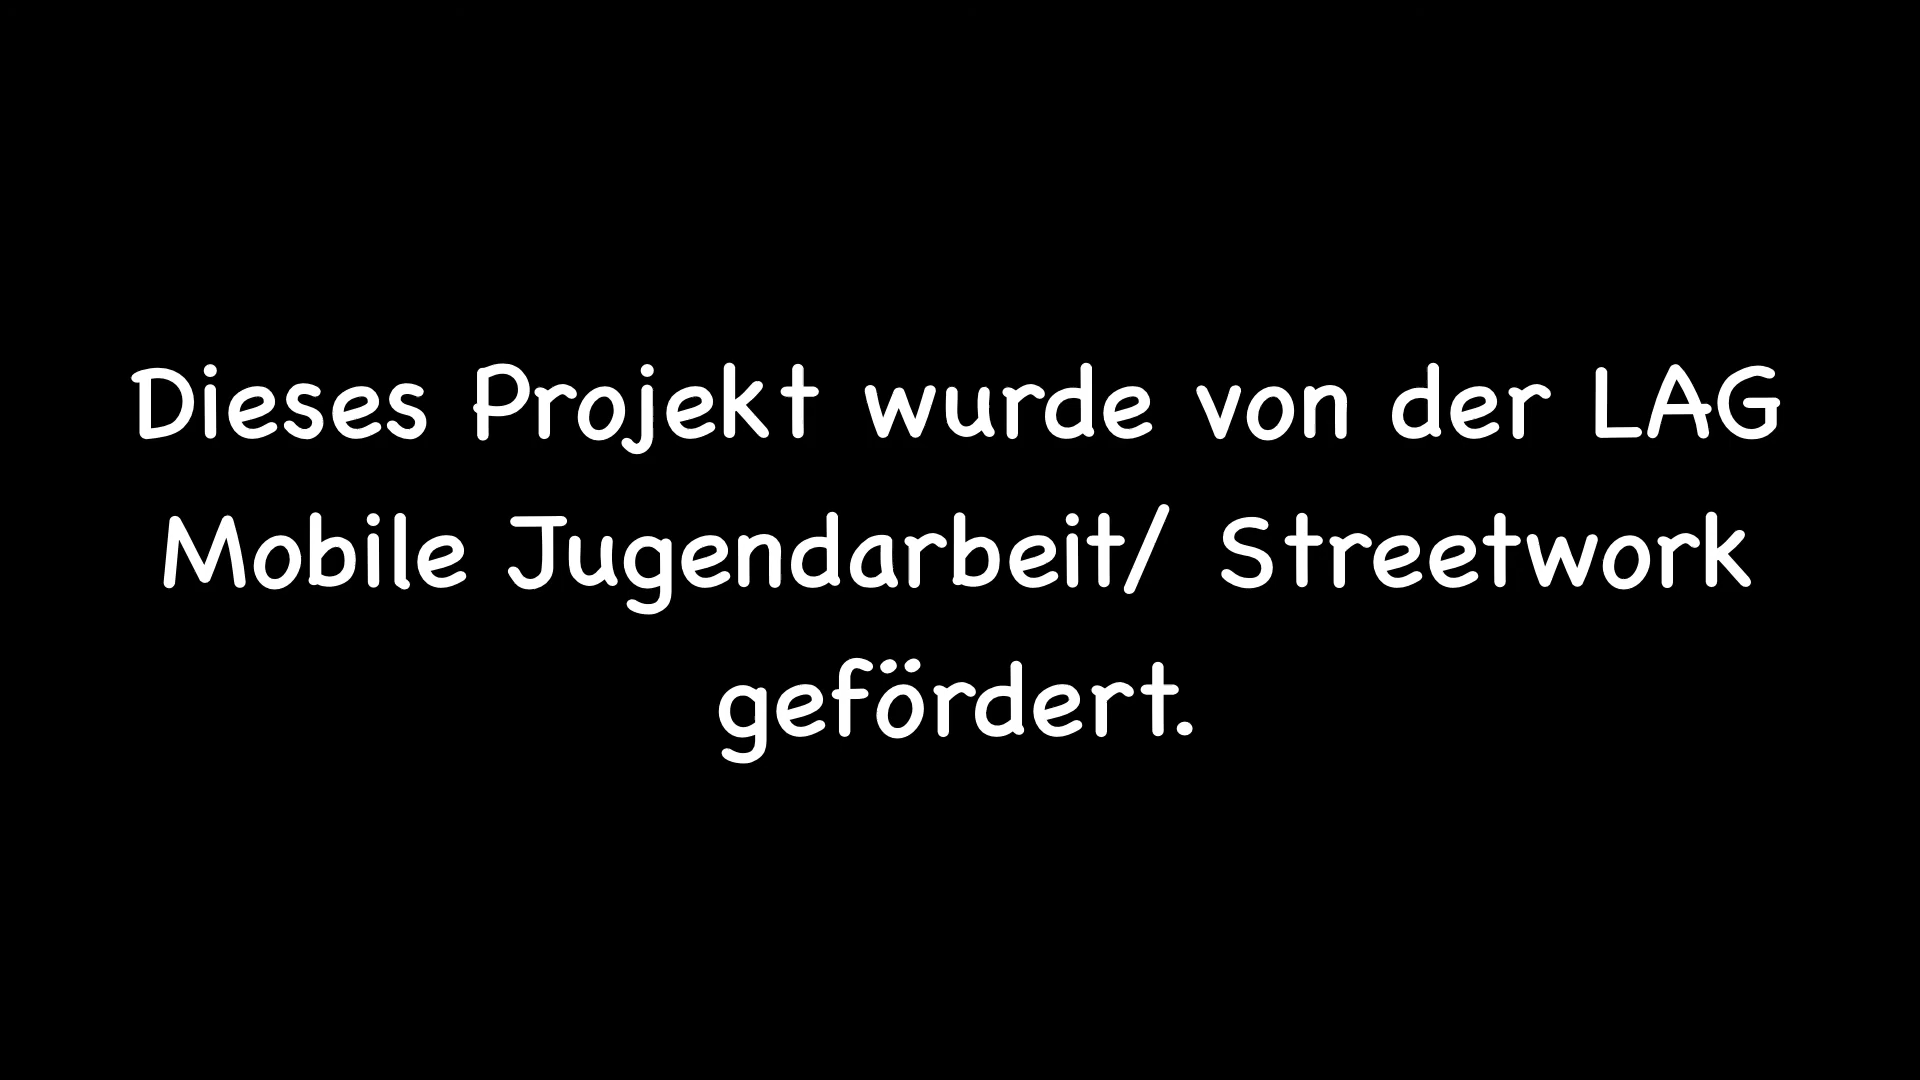 Dieses Projekt wurde von der LAG
Mobile Jugendarbeit/ Streetwork
gefördert.